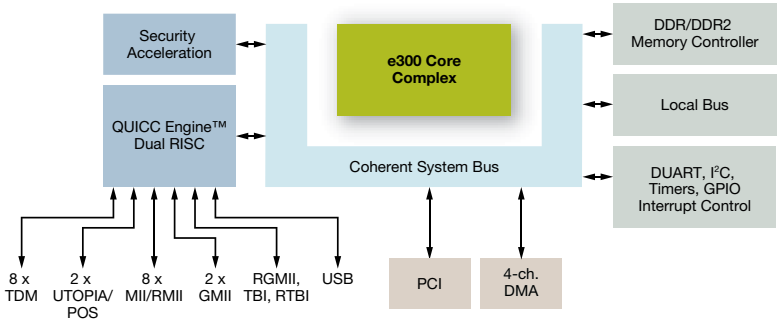 Security
Acceleration
e300 Core
Complex
DDR/DDR2
Memory Controller
QUICC Engine™
Dual RISC
Local Bus
Coherent System Bus
DUART, I²C,
Timers, GPIO
Interrupt Control
8 x
TDM
2 x
UTOPIA/
POS
8 x
MII/RMII
2 x
GMII
RGMII,
TBI, RTBI
USB
PCI
4-ch.
DMA